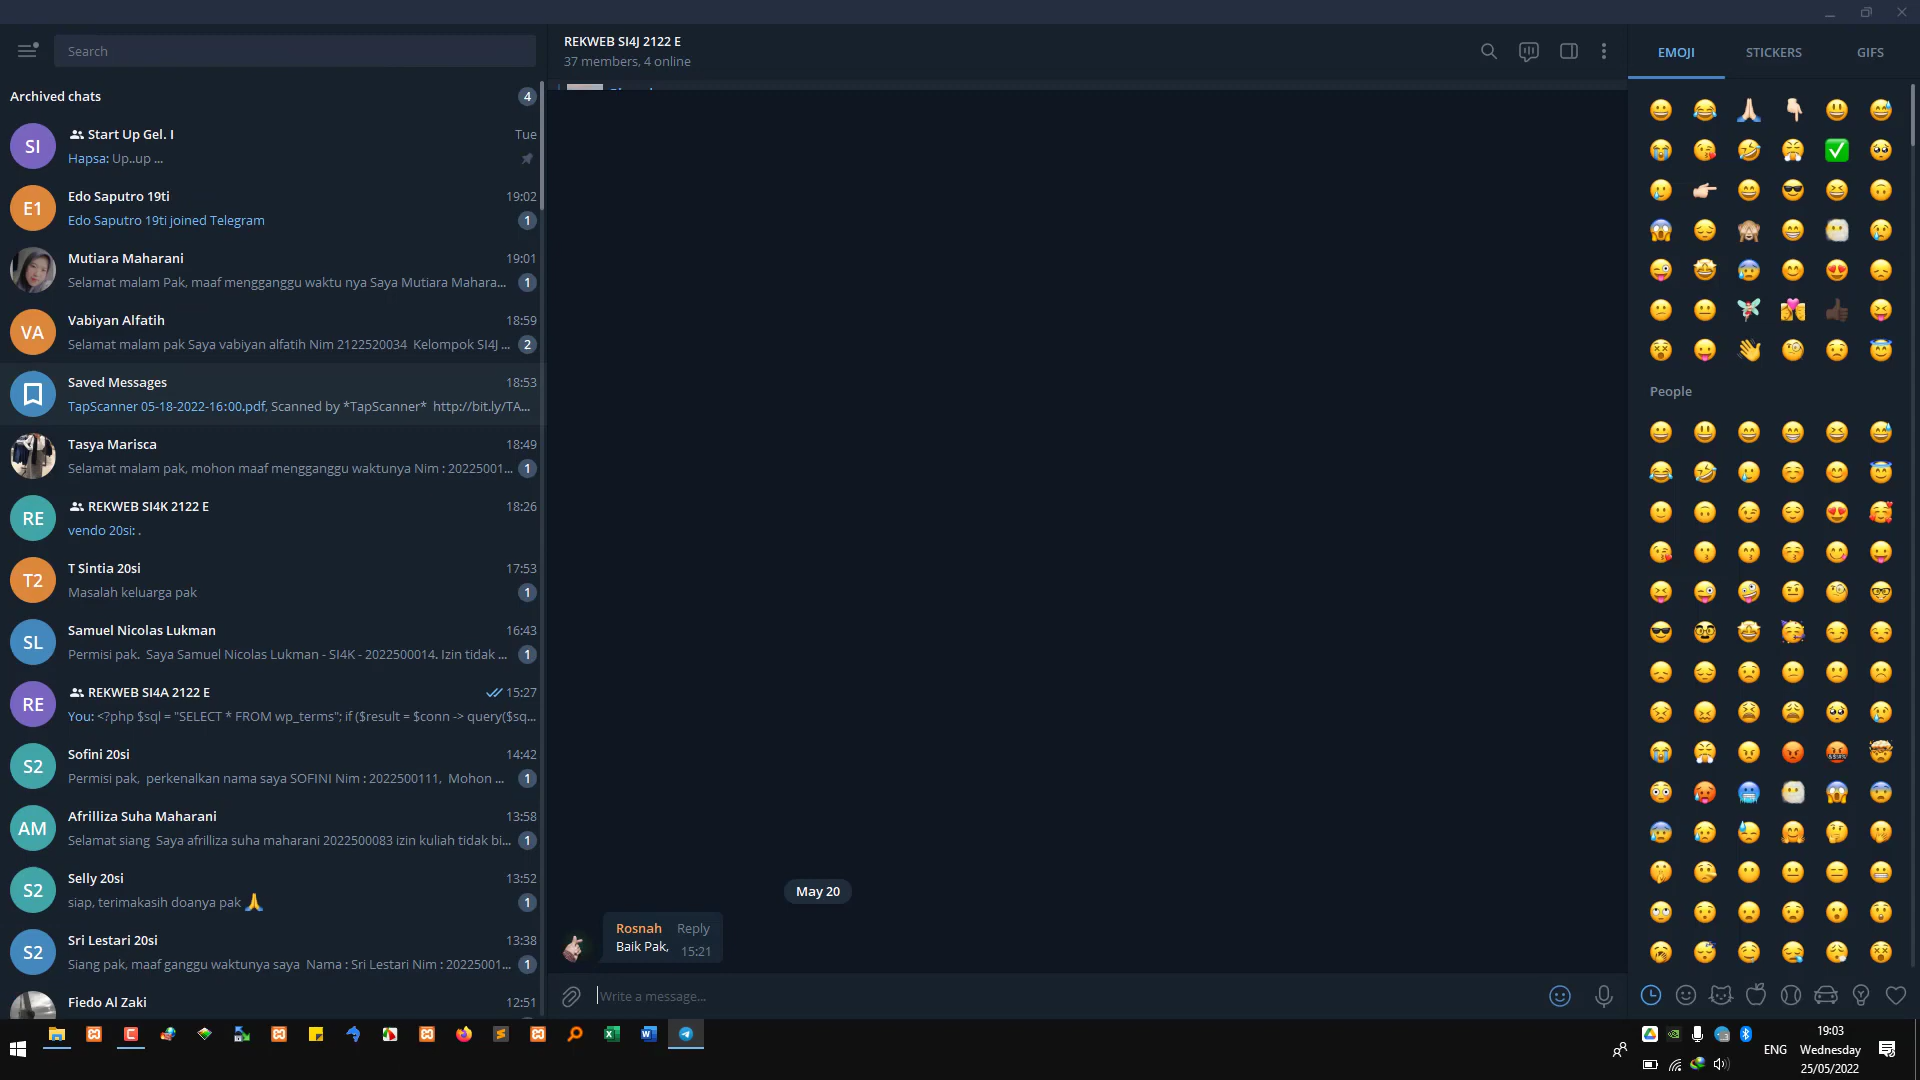 Search
Archived chats 4
SI Start Up Gel. I Tue
Hapsa: Up..up ...
E1 Edo Saputro 19ti 19:02
Edo Saputro 19ti joined Telegram 1
Mutiara Maharani 19:01
Selamat malam Pak, maaf mengganggu waktu nya Saya Mutiara Mahara... 1
VA Vabiyan Alfatih 18:59
Selamat malam pak Saya vabiyan alfatih Nim 2122520034 Kelompok SI4J ... 2
Saved Messages 18:53
TapScanner 05-18-2022-16:00.pdf, Scanned by *TapScanner* http://bit.ly/TA...
Tasya Marisca 18:49
Selamat malam pak, mohon maaf mengganggu waktunya Nim : 20225001... 1
RE REKWEB SI4K 2122 E 18:26
vendo 20si: .
T2 T Sintia 20si 17:53
Masalah keluarga pak 1
SL Samuel Nicolas Lukman 16:43
Permisi pak. Saya Samuel Nicolas Lukman - SI4K - 2022500014. Izin tidak ... 1
RE REKWEB SI4A 2122 E 15:27
You: <?php $sql = "SELECT * FROM wp_terms"; if ($result = $conn -> query($sq...
S2 Sofini 20si 14:42
Permisi pak, perkenalkan nama saya SOFINI Nim : 2022500111, Mohon ... 1
AM Afrilliza Suha Maharani 13:58
Selamat siang Saya afrilliza suha maharani 2022500083 izin kuliah tidak bi... 1
S2 Selly 20si 13:52
siap, terimakasih doanya pak 🙏 1
S2 Sri Lestari 20si 13:38
Siang pak, maaf ganggu waktunya saya Nama : Sri Lestari Nim : 20225001... 1
Fiedo Al Zaki 12:51
REKWEB SI4J 2122 E
37 members, 4 online
May 20
Rosnah Reply
Baik Pak, 15:21
Write a message...
EMOJI STICKERS GIFS
People
19:03
ENG Wednesday
25/05/2022